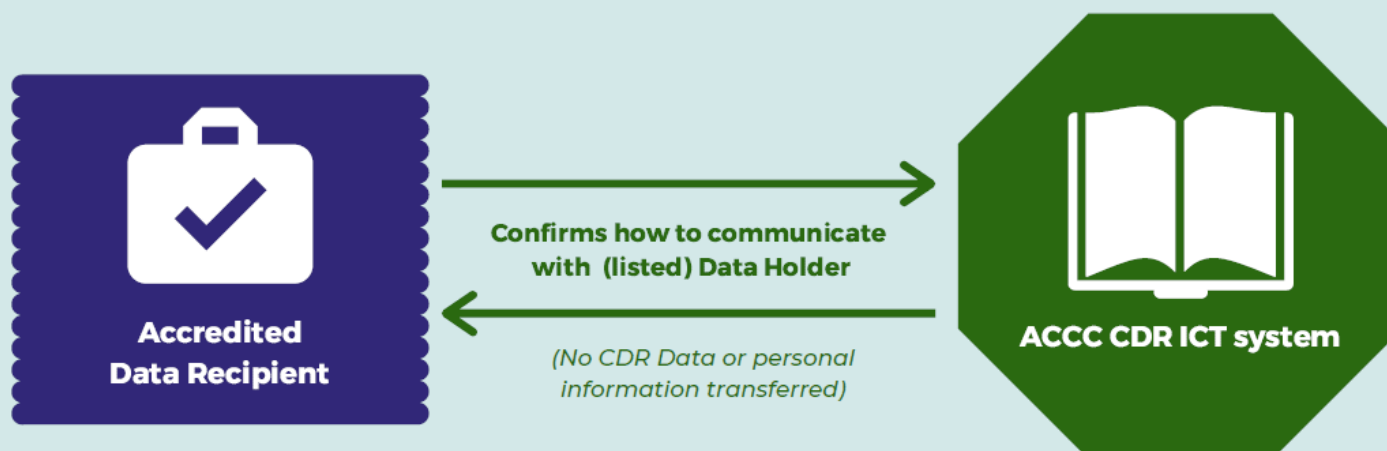 Accredited
Data Recipient
Confirms how to communicate
with (listed) Data Holder
(No CDR Data or personal
information transferred)
ACCC CDR ICT system